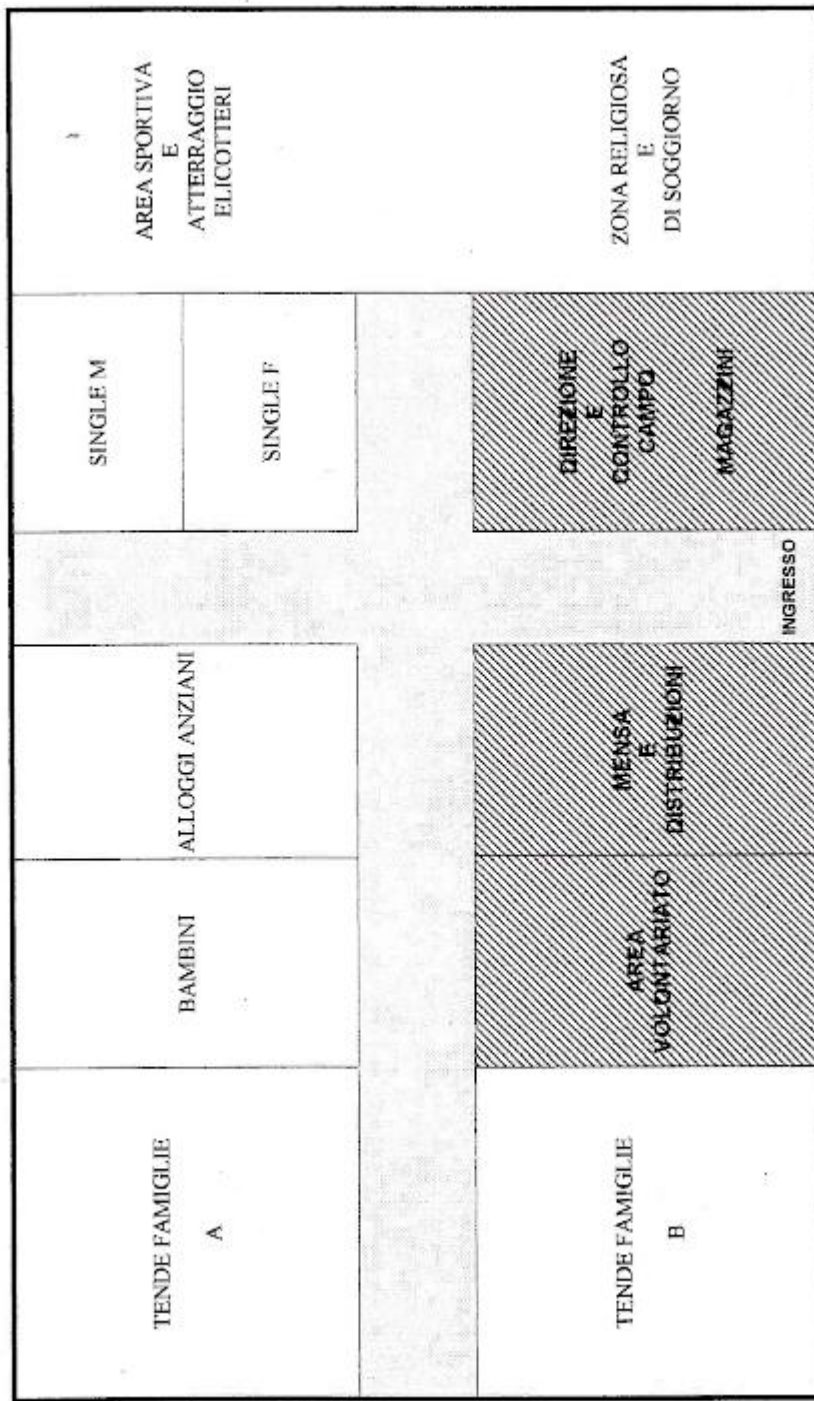 TENDE FAMIGLIE
A
BAMBINI
ALLOGGI ANZIANI
SINGLE M
SINGLE F
AREA SPORTIVA
E
ATTERRAGGIO
ELICOTTERI
TENDE FAMIGLIE
B
AREA
VOLONTARIATO
MENSA
E
DISTRIBUZIONI
INGRESSO
DIREZIONE
E
CONTROLLO
CAMPO
MAGAZZINI
ZONA RELIGIOSA
E
DI SOGGIORNO